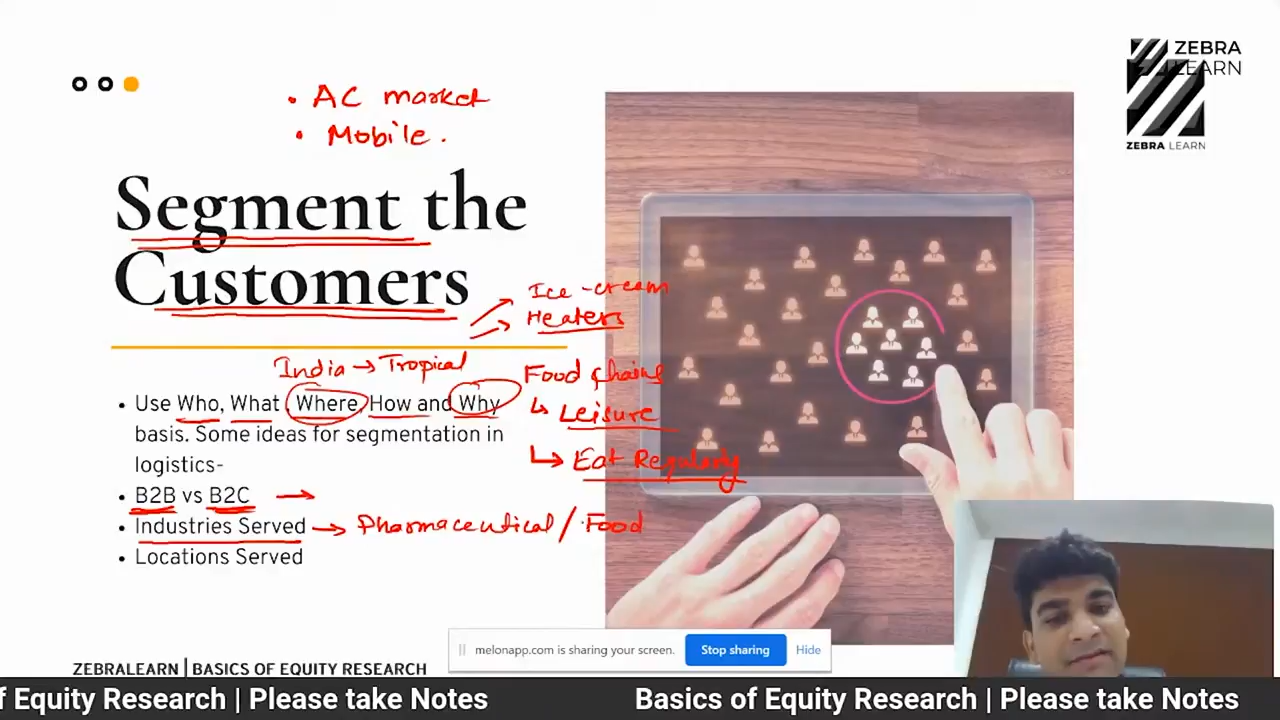 ZEBRA
LEARN
ZEBRA LEARN
• AC market
• Mobile.
Segment the
Customers
Ice-cream
Heaters
India → Tropical
Food chains
↳ Leisure
↳ Eat Regularly
• Use Who, What, Where, How and Why
basis. Some ideas for segmentation in
logistics-
• B2B vs B2C →
• Industries Served → Pharmaceutical / Food
• Locations Served
melonapp.com is sharing your screen.
Stop sharing
Hide
ZEBRALEARN | BASICS OF EQUITY RESEARCH
of Equity Research | Please take Notes
Basics of Equity Research | Please take Notes